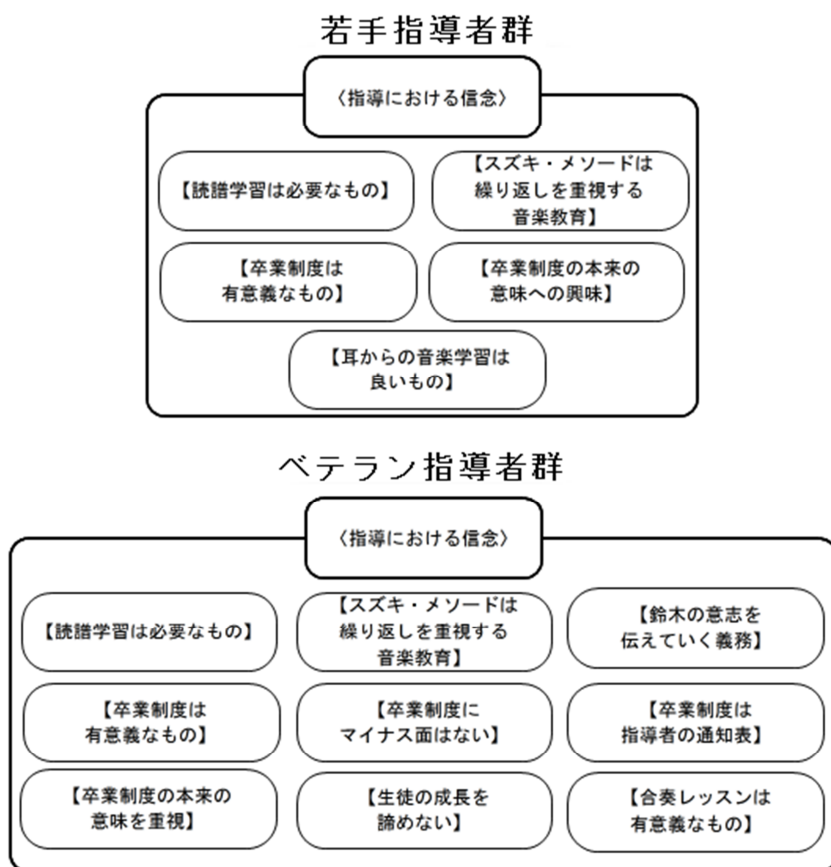 若手指導者群
〈指導における信念〉
【読譜学習は必要なもの】
【スズキ・メソードは
繰り返しを重視する
音楽教育】
【卒業制度は
有意義なもの】
【卒業制度の本来の
意味への興味】
【耳からの音楽学習は
良いもの】
ベテラン指導者群
〈指導における信念〉
【読譜学習は必要なもの】
【スズキ・メソードは
繰り返しを重視する
音楽教育】
【鈴木の意志を
伝えていく義務】
【卒業制度は
有意義なもの】
【卒業制度に
マイナス面はない】
【卒業制度は
指導者の通知表】
【卒業制度の本来の
意味を重視】
【生徒の成長を
諦めない】
【合奏レッスンは
有意義なもの】